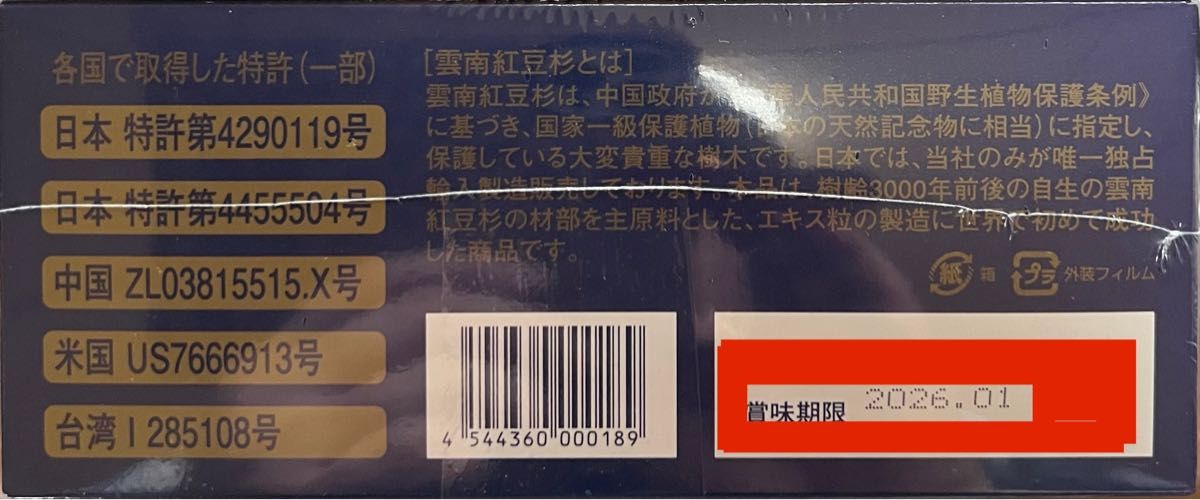 各国で取得した特許(一部)
日本 特許第4290119号
日本 特許第4455504号
中国 ZL03815515.X号
米国 US7666913号
台湾 I 285108号
[雲南紅豆杉とは]
雲南紅豆杉は、中国政府が 人民共和国野生植物保護条例》
に基づき、国家一級保護植物(日本の天然記念物に相当)に指定し、
保護している大変貴重な樹木です。日本では、当社のみが唯一独占
輸入製造販売しております。本品は、樹齢3000年前後の自生の雲南
紅豆杉の材部を主原料とした、エキス粒の製造に世界で初めて成功
した商品です。
紙 箱 プラ 外装フィルム
4 544360 000189
賞味期限 2026.01